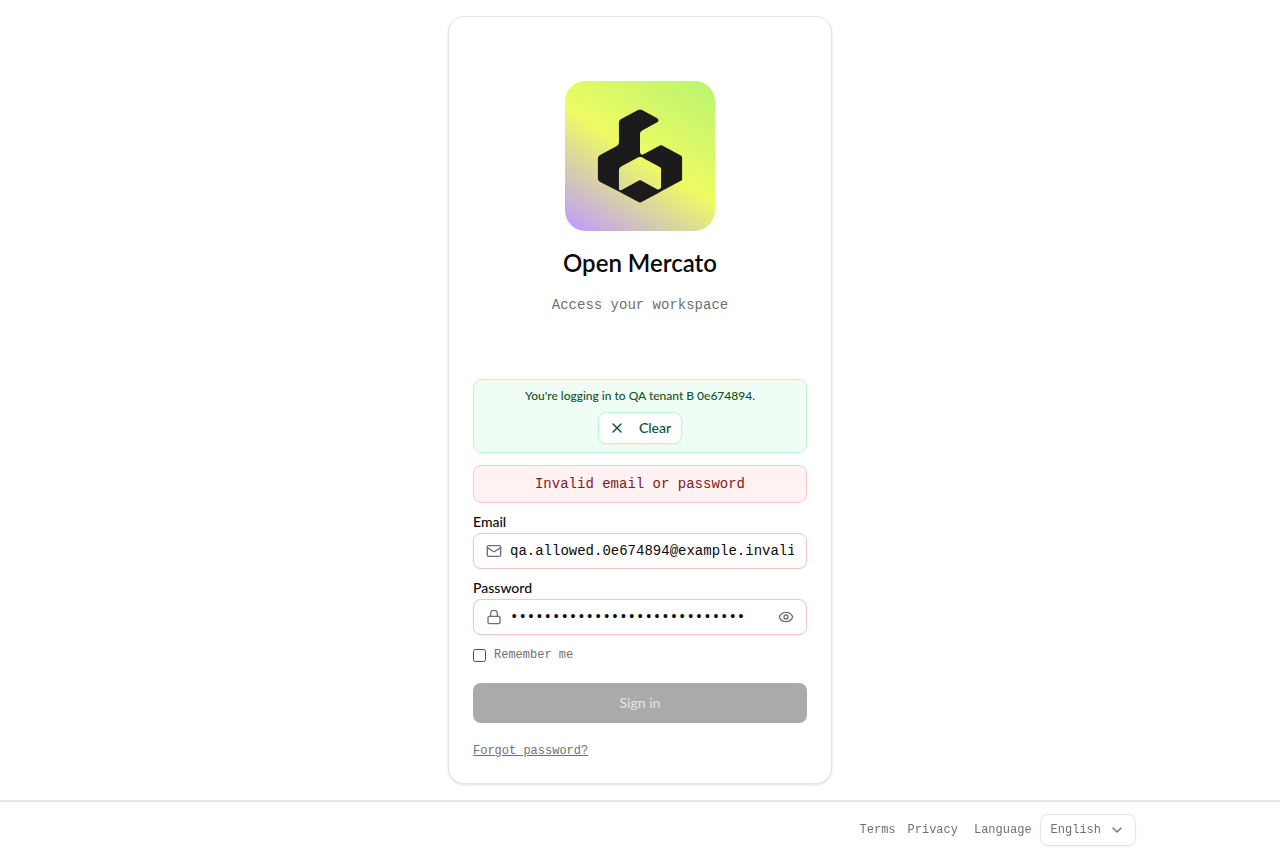 Open Mercato
Access your workspace
You're logging in to QA tenant B 0e674894.
Clear
Invalid email or password
Email
qa.allowed.0e674894@example.invali
Password
•••••••••••••••••••••••••••
Remember me
Sign in
Forgot password?
Terms Privacy Language English